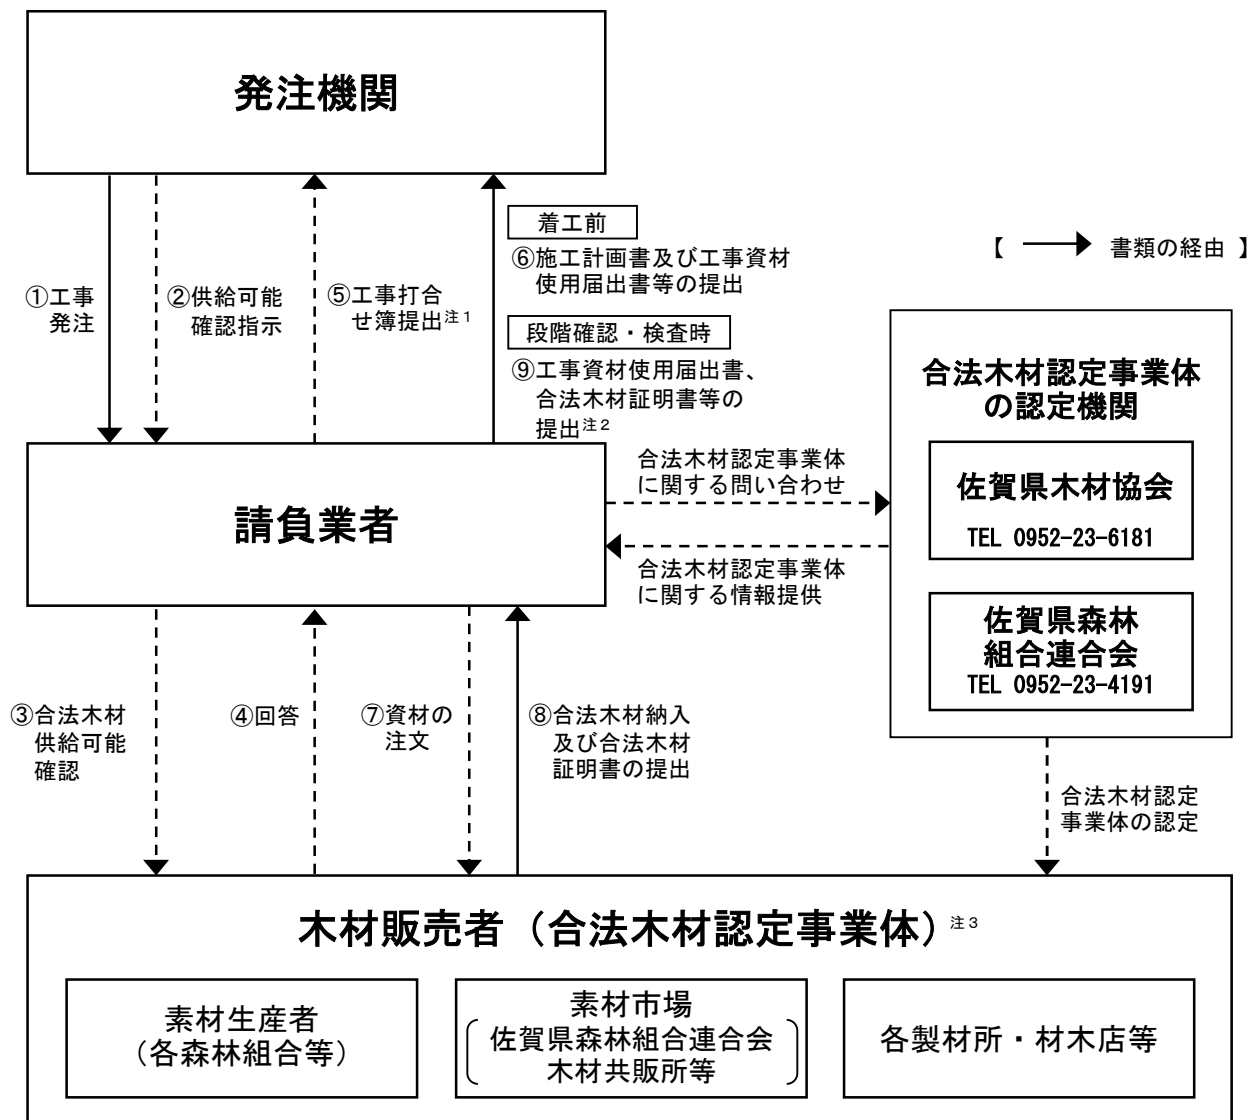 発注機関
着工前
⑥施工計画書及び工事資材
使用届出書等の提出
【 → 書類の経由 】
①工事
発注
②供給可能
確認指示
⑤工事打合
せ簿提出注１
段階確認・検査時
⑨工事資材使用届出書、
合法木材証明書等の
提出注２
合法木材認定事業体
の認定機関
佐賀県木材協会
TEL 0952-23-6181
佐賀県森林
組合連合会
TEL 0952-23-4191
請負業者
合法木材認定事業体
に関する問い合わせ
合法木材認定事業体
に関する情報提供
③合法木材
供給可能
確認
④回答
⑦資材の
注文
⑧合法木材納入
及び合法木材
証明書の提出
合法木材認定
事業体の認定
木材販売者（合法木材認定事業体）注３
素材生産者
（各森林組合等）
素材市場
佐賀県森林組合連合会
木材共販所等
各製材所・材木店等